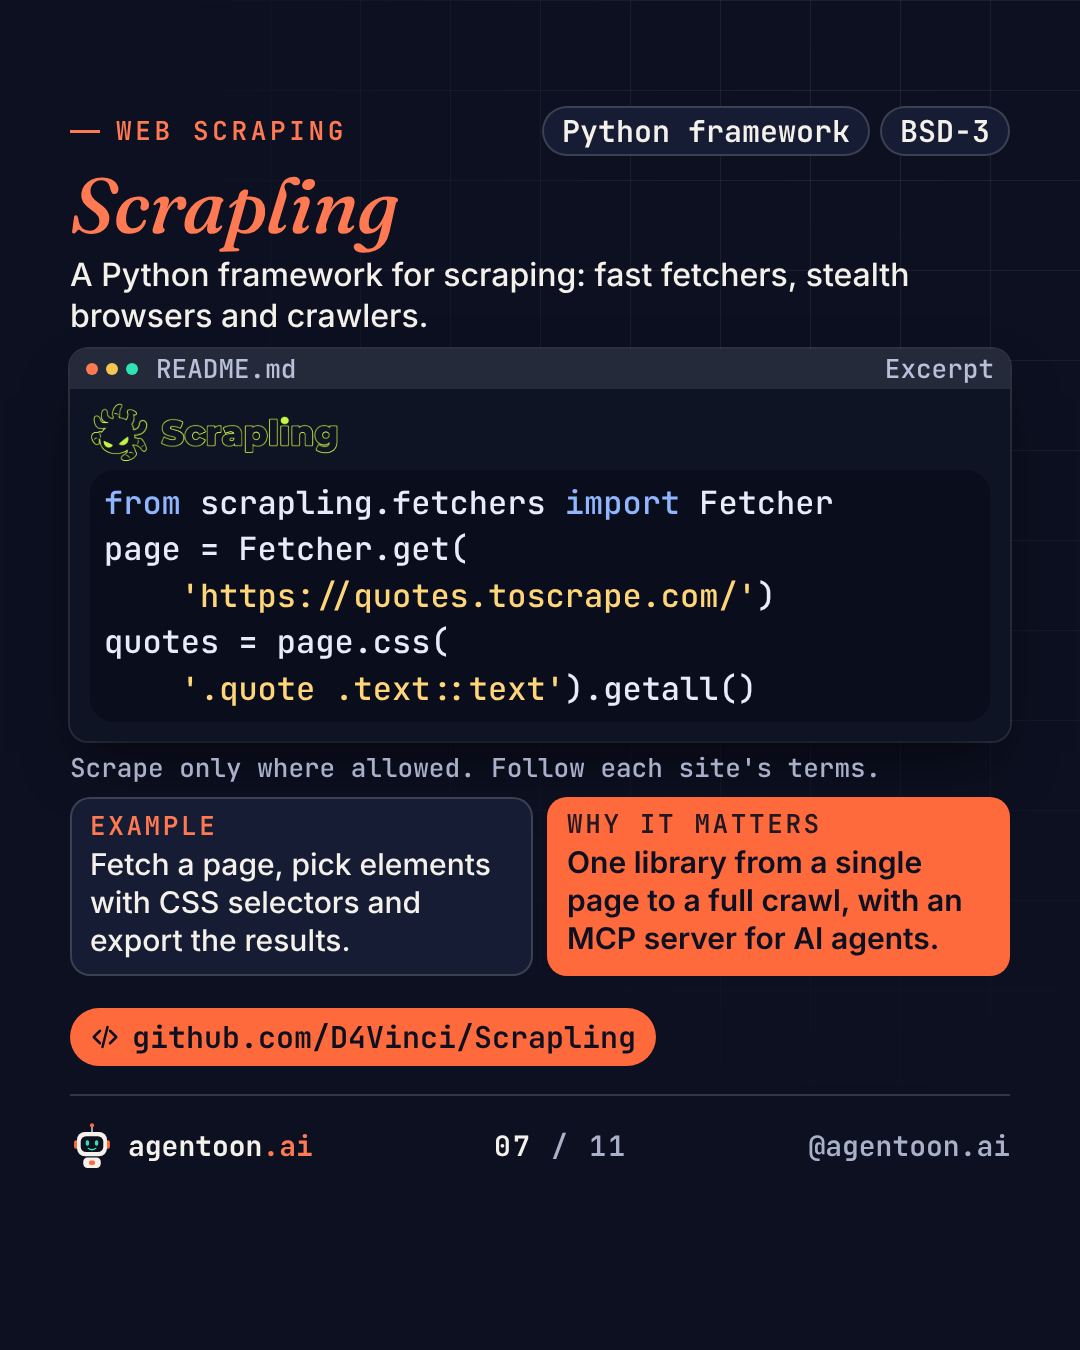 — WEB SCRAPING
Python framework
BSD-3
Scrapling
A Python framework for scraping: fast fetchers, stealth
browsers and crawlers.
README.md
Excerpt
Scrapling
from scrapling.fetchers import Fetcher
page = Fetcher.get(
    'https://quotes.toscrape.com/')
quotes = page.css(
    '.quote .text::text').getall()
Scrape only where allowed. Follow each site's terms.
EXAMPLE
Fetch a page, pick elements
with CSS selectors and
export the results.
WHY IT MATTERS
One library from a single
page to a full crawl, with an
MCP server for AI agents.
</> github.com/D4Vinci/Scrapling
agentoon.ai
07 / 11
@agentoon.ai